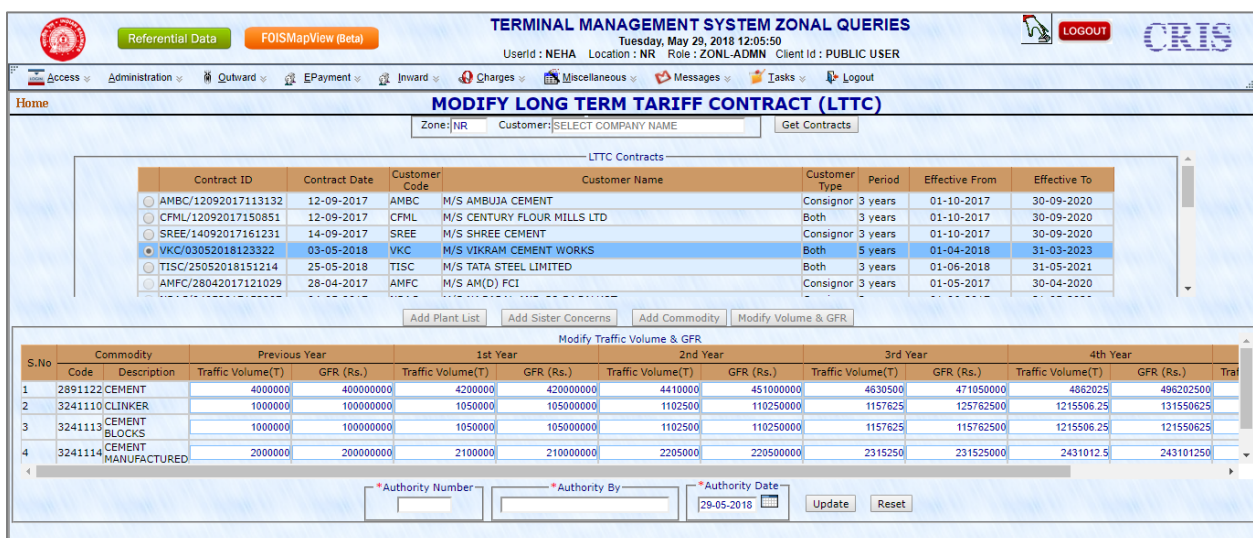 TERMINAL MANAGEMENT SYSTEM ZONAL QUERIES
Referential Data FOISMapView (Beta) Tuesday, May 29, 2018 12:05:50 LOGOUT CRIS
UserId : NEHA Location : NR Role : ZONL-ADMN Client Id : PUBLIC USER
Access Administration Outward EPayment Inward Charges Miscellaneous Messages Tasks Logout
Home MODIFY LONG TERM TARIFF CONTRACT (LTTC)
Zone: NR Customer: SELECT COMPANY NAME Get Contracts
LTTC Contracts
Contract ID Contract Date Customer Code Customer Name Customer Type Period Effective From Effective To
AMBC/12092017113132 12-09-2017 AMBC M/S AMBUJA CEMENT Consignor 3 years 01-10-2017 30-09-2020
CFML/12092017150851 12-09-2017 CFML M/S CENTURY FLOUR MILLS LTD Both 3 years 01-10-2017 30-09-2020
SREE/14092017161231 14-09-2017 SREE M/S SHREE CEMENT Consignor 3 years 01-10-2017 30-09-2020
VKC/03052018123322 03-05-2018 VKC M/S VIKRAM CEMENT WORKS Both 5 years 01-04-2018 31-03-2023
TISC/25052018151214 25-05-2018 TISC M/S TATA STEEL LIMITED Both 3 years 01-06-2018 31-05-2021
AMFC/28042017121029 28-04-2017 AMFC M/S AM(D) FCI Consignor 3 years 01-05-2017 30-04-2020
Add Plant List Add Sister Concerns Add Commodity Modify Volume & GFR
Modify Traffic Volume & GFR
S.No Commodity Previous Year 1st Year 2nd Year 3rd Year 4th Year
Code Description Traffic Volume(T) GFR (Rs.) Traffic Volume(T) GFR (Rs.) Traffic Volume(T) GFR (Rs.) Traffic Volume(T) GFR (Rs.) Traffic Volume(T) GFR (Rs.) Traf
1 2891122 CEMENT 4000000 400000000 4200000 420000000 4410000 451000000 4630500 471050000 4862025 496202500
2 3241110 CLINKER 1000000 100000000 1050000 105000000 1102500 110250000 1157625 125762500 1215506.25 131550625
3 3241113 CEMENT BLOCKS 1000000 100000000 1050000 105000000 1102500 110250000 1157625 115762500 1215506.25 121550625
4 3241114 CEMENT MANUFACTURED 2000000 200000000 2100000 210000000 2205000 220500000 2315250 231525000 2431012.5 243101250
*Authority Number *Authority By *Authority Date
29-05-2018 Update Reset